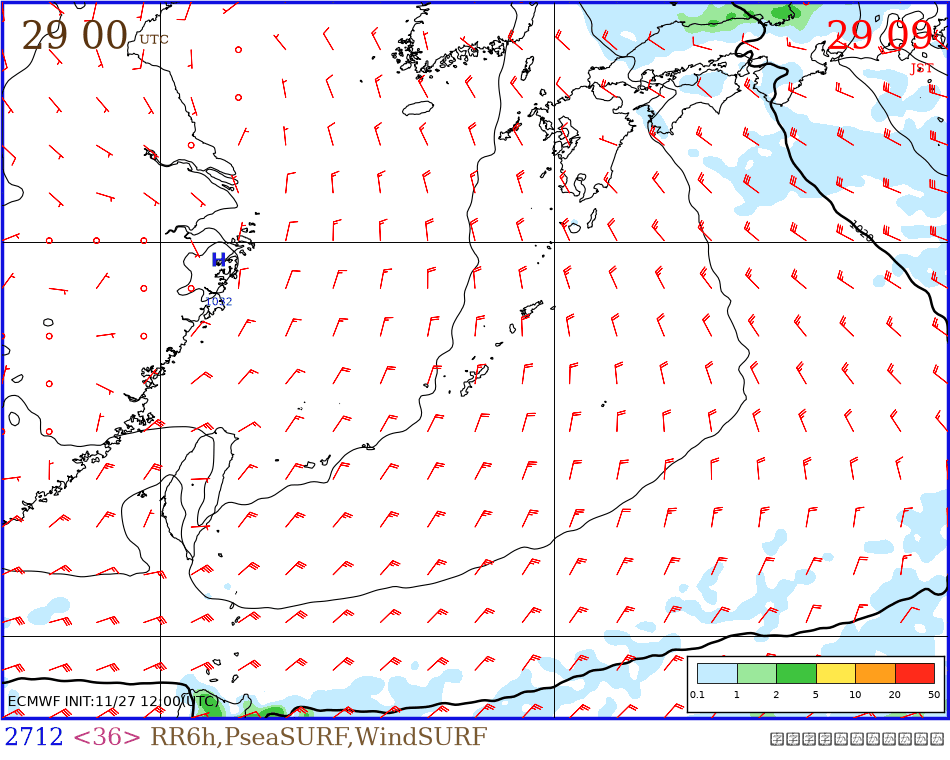 29 00 UTC
29 09 JST
1020
H
1032
ECMWF INIT:11/27 12:00(UTC)
0.1 1 2 5 10 20 50
2712 <36> RR6h,PseaSURF,WindSURF